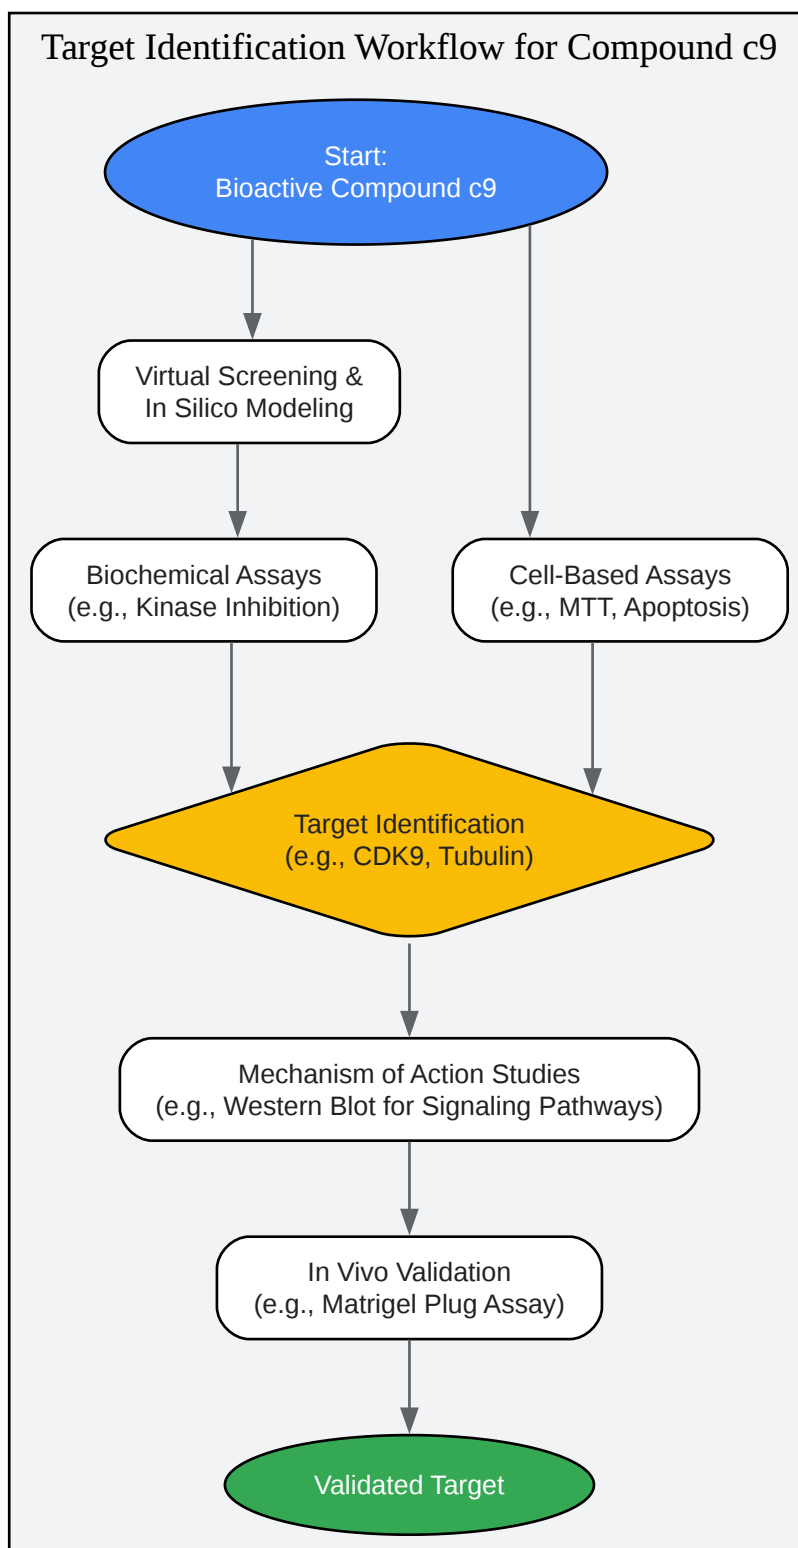 Target Identification Workflow for Compound c9
Start:
Bioactive Compound c9
Virtual Screening &
In Silico Modeling
Biochemical Assays
(e.g., Kinase Inhibition)
Cell-Based Assays
(e.g., MTT, Apoptosis)
Target Identification
(e.g., CDK9, Tubulin)
Mechanism of Action Studies
(e.g., Western Blot for Signaling Pathways)
In Vivo Validation
(e.g., Matrigel Plug Assay)
Validated Target